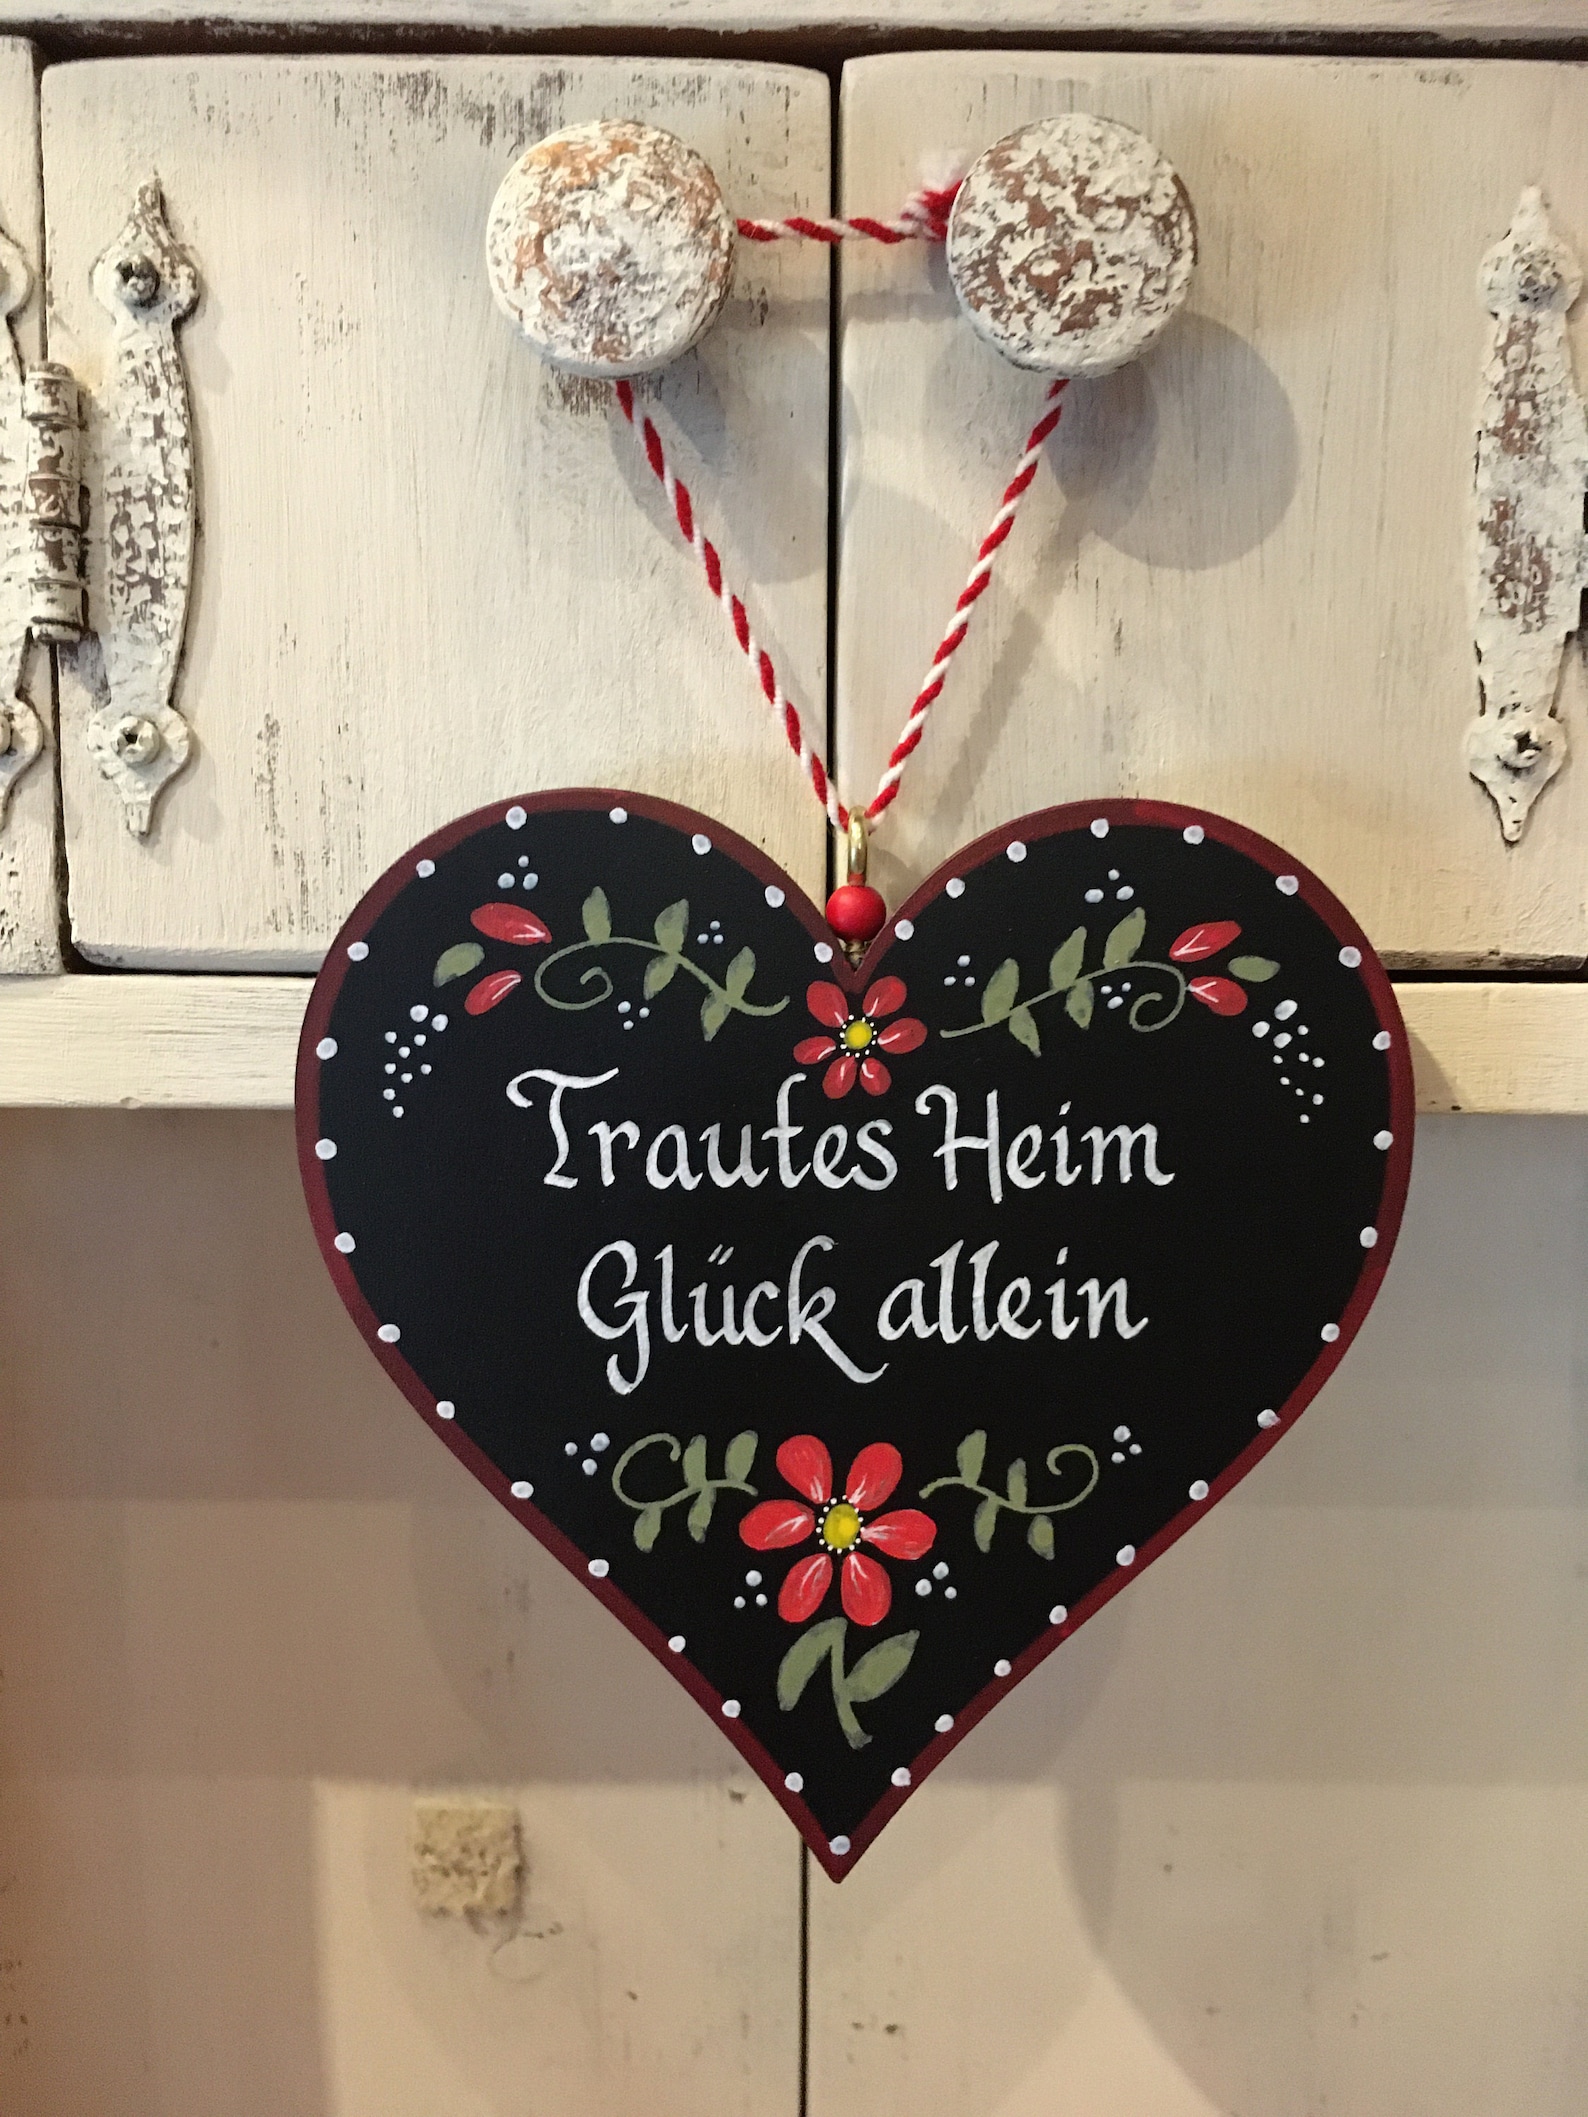 Trautes Heim
Glück allein